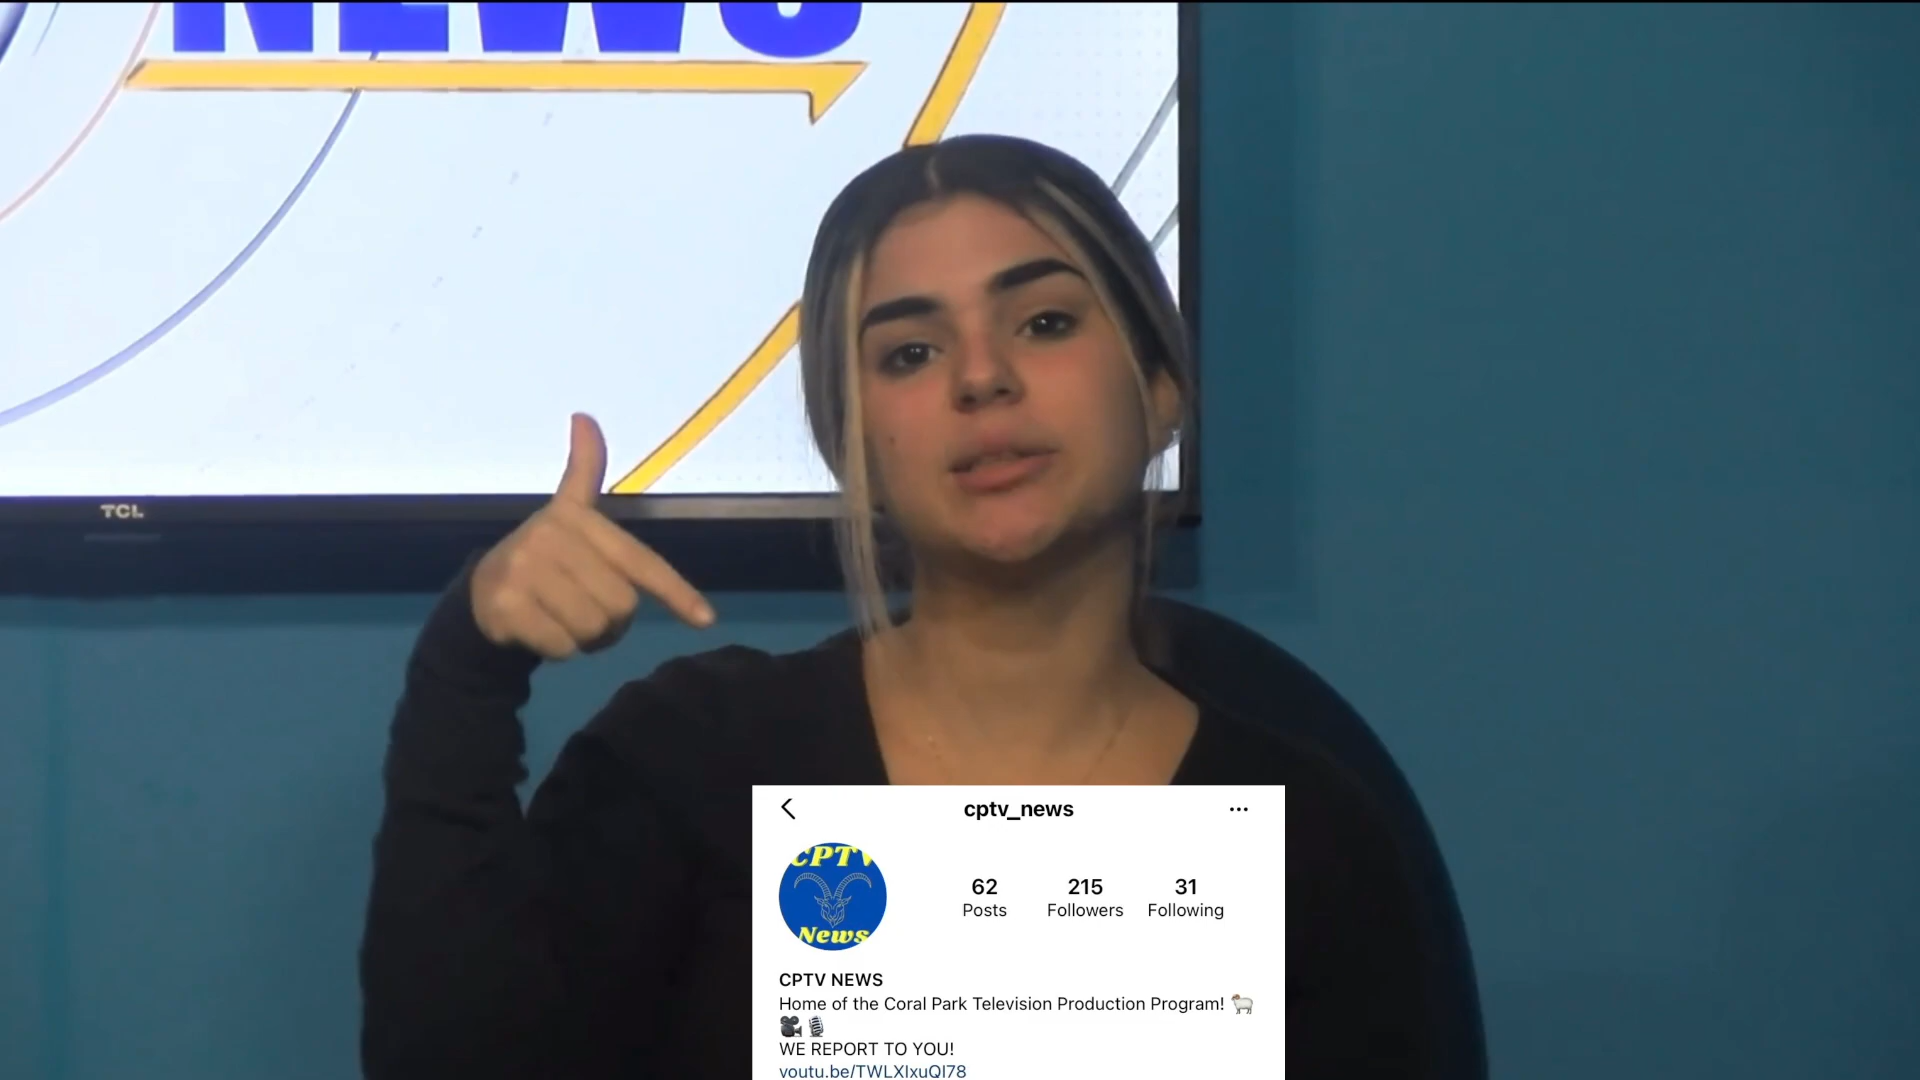 NEWS
TCL
cptv_news
CPTV
News
62
215
31
Posts
Followers
Following
CPTV NEWS
Home of the Coral Park Television Production Program! 🐏
🎥🎙️
WE REPORT TO YOU!
youtu.be/TWLXIxuQI78